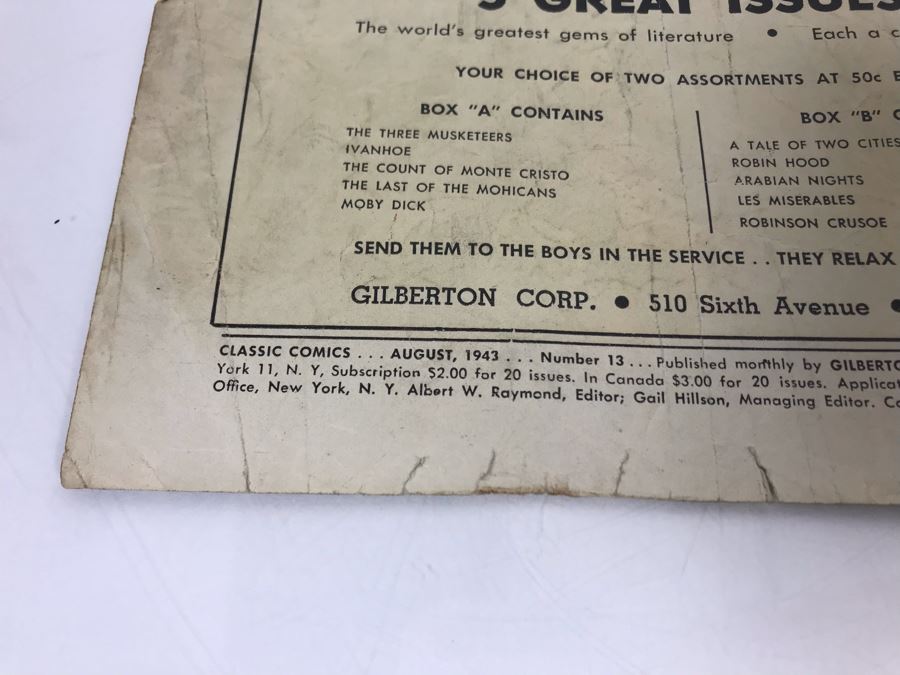 5 GREAT ISSUES
The world's greatest gems of literature • Each a
YOUR CHOICE OF TWO ASSORTMENTS AT 50c
BOX "A" CONTAINS
THE THREE MUSKETEERS
IVANHOE
THE COUNT OF MONTE CRISTO
THE LAST OF THE MOHICANS
MOBY DICK
BOX "B"
A TALE OF TWO CITIES
ROBIN HOOD
ARABIAN NIGHTS
LES MISERABLES
ROBINSON CRUSOE
SEND THEM TO THE BOYS IN THE SERVICE . . THEY RELAX
GILBERTON CORP. • 510 Sixth Avenue •
CLASSIC COMICS . . . AUGUST, 1943 . . . Number 13 . . . Published monthly by
York 11, N. Y, Subscription $2.00 for 20 issues. In Canada $3.00 for 20 issues.
Office, New York, N. Y. Albert W. Raymond, Editor; Gail Hillson, Managing Editor.